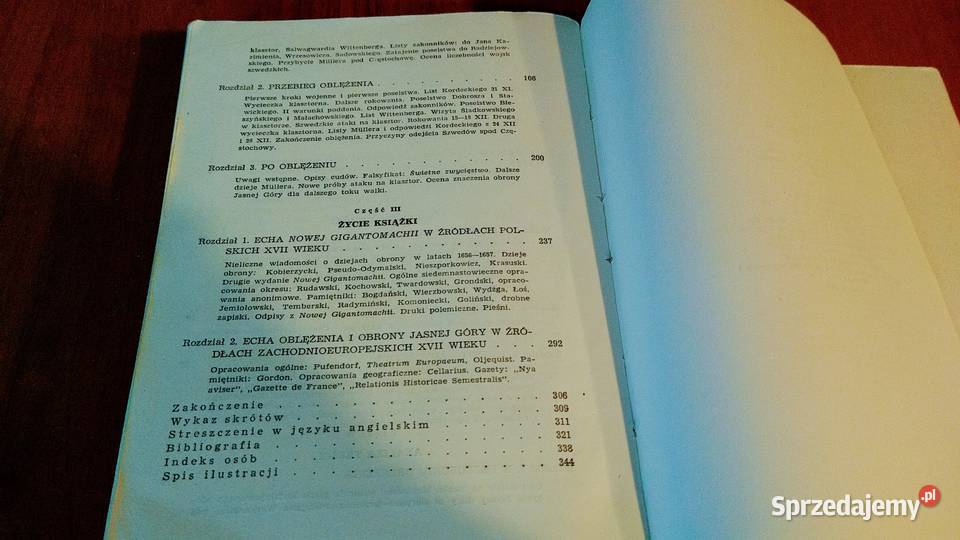 klasztor, Salwagwardia Wittenberga. Listy zakonników: do Jana Ka-
zimierza, Wrzesowicza, Sadowskiego. Zatajenie poselstwa do Radziejow-
skiego. Przybycie Müllera pod Częstochowę. Ocena liczebności wojsk
szwedzkich.
Rozdział 2. PRZEBIEG OBLĘŻENIA . . . . . . . . . . 108
Pierwsze kroki wojenne i pierwsze poselstwa. List Kordeckiego 21 XI.
Wycieczka klasztorna. Dalsze rokowania. Poselstwo Dobrosza i Sła-
wickiego. II warunki poddania. Odpowiedź zakonników. Poselstwo Ble-
szyńskiego i Małachowskiego. List Wittenberga. Wizyta Śladkowskiego
w klasztorze. Szwedzkie ataki na klasztor. Rokowania 15—18 XII. Druga
wycieczka klasztorna. Listy Müllera i odpowiedzi Kordeckiego z 24 XII
i 28 XII. Zakończenie oblężenia. Przyczyny odejścia Szwedów spod Czę-
stochowy.
Rozdział 3. PO OBLĘŻENIU . . . . . . . . . . 200
Uwagi wstępne. Opisy cudów. Falsyfikat: Świetne zwycięstwo. Dalsze
dzieje Müllera. Nowe próby ataku na klasztor. Ocena znaczenia obrony
Jasnej Góry dla dalszego toku walki.
Część III
ŻYCIE KSIĄŻKI
Rozdział 1. ECHA NOWEJ GIGANTOMACHII W ŹRÓDŁACH POL-
SKICH XVII WIEKU . . . . . . . . . . 237
Nieliczne wiadomości o dziejach obrony w latach 1656—1657. Dzieje
obrony: Kobierzycki, Pseudo-Odymalski, Nieszporkowicz, Krasuski.
Drugie wydanie Nowej Gigantomachii. Ogólne siedemnastowieczne opra-
cowania okresu: Rudawski, Kochowski, Twardowski, Grondski, opraco-
wania anonimowe. Pamiętniki: Bogdański, Wierzbowski, Wydżga, Łoś,
Jemiołowski, Temberski, Radymiński, Komoniecki, Goliński, drobne
zapiski, Odpisy z Nowej Gigantomachii. Druki polemiczne. Pieśni.
Rozdział 2. ECHA OBLĘŻENIA I OBRONY JASNEJ GÓRY W ŹRÓ-
DŁACH ZACHODNIOEUROPEJSKICH XVII WIEKU . . . 292
Opracowania ogólne: Pufendorf, Theatrum Europaeum, Oljequist. Pa-
miętniki: Gordon. Opracowania geograficzne: Cellarius. Gazety: „Nya
aviser”, „Gazette de France”, „Relationis Historicae Semestralis”.
Zakończenie . . . . . . . . . . 306
Wykaz skrótów . . . . . . . . . . 309
Streszczenie w języku angielskim . . . . . 311
Bibliografia . . . . . . . . . . 321
Indeks osób . . . . . . . . . . 338
Spis ilustracji . . . . . . . . . . 344
Sprzedajemy.pl